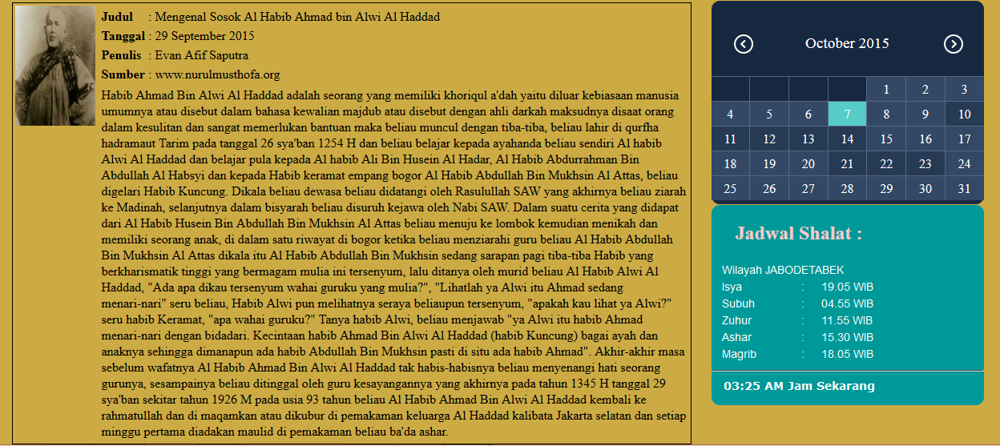 Judul : Mengenal Sosok Al Habib Ahmad bin Alwi Al Haddad
Tanggal : 29 September 2015
Penulis : Evan Afif Saputra
Sumber : www.nurulmusthofa.org
Habib Ahmad Bin Alwi Al Haddad adalah seorang yang memiliki khoriqul a'dah yaitu diluar kebiasaan manusia
umumnya atau disebut dalam bahasa kewalian majdub atau disebut dengan ahli darkah maksudnya disaat orang
dalam kesulitan dan sangat memerlukan bantuan maka beliau muncul dengan tiba-tiba, beliau lahir di qurfha
hadramaut Tarim pada tanggal 26 sya'ban 1254 H dan beliau belajar kepada ayahanda beliau sendiri Al habib
Alwi Al Haddad dan belajar pula kepada Al habib Ali Bin Husein Al Hadar, Al Habib Abdurrahman Bin
Abdullah Al Habsyi dan kepada Habib keramat empang bogor Al Habib Abdullah Bin Mukhsin Al Attas, beliau
digelari Habib Kuncung. Dikala beliau dewasa beliau didatangi oleh Rasulullah SAW yang akhirnya beliau ziarah
ke Madinah, selanjutnya dalam bisyarah beliau disuruh kejawa oleh Nabi SAW. Dalam suatu cerita yang didapat
dari Al Habib Husein Bin Abdullah Bin Mukhsin Al Attas beliau menuju ke lombok kemudian menikah dan
memiliki seorang anak, di dalam satu riwayat di bogor ketika beliau menziarahi guru beliau Al Habib Abdullah
Bin Mukhsin Al Attas dikala itu Al Habib Abdullah Bin Mukhsin sedang sarapan pagi tiba-tiba Habib yang
berkharismatik tinggi yang bermagam mulia ini tersenyum, lalu ditanya oleh murid beliau Al Habib Alwi Al
Haddad, "Ada apa dikau tersenyum wahai guruku yang mulia?", "Lihatlah ya Alwi itu Ahmad sedang
menari-nari" seru beliau, Habib Alwi pun melihatnya seraya beliaupun tersenyum, "apakah kau lihat ya Alwi?"
seru habib Keramat, "apa wahai guruku?" Tanya habib Alwi, beliau menjawab "ya Alwi itu habib Ahmad
menari-nari dengan bidadari. Kecintaan habib Ahmad Bin Alwi Al Haddad (habib Kuncung) bagai ayah dan
anaknya sehingga dimanapun ada habib Abdullah Bin Mukhsin pasti di situ ada habib Ahmad". Akhir-akhir masa
sebelum wafatnya Al Habib Ahmad Bin Alwi Al Haddad tak habis-habisnya beliau menyenangi hati seorang
gurunya, sesampainya beliau ditinggal oleh guru kesayangannya yang akhirnya pada tahun 1345 H tanggal 29
sya'ban sekitar tahun 1926 M pada usia 93 tahun beliau Al Habib Ahmad Bin Alwi Al Haddad kembali ke
rahmatullah dan di maqamkan atau dikubur di pemakaman keluarga Al Haddad kalibata Jakarta selatan dan setiap
minggu pertama diadakan maulid di pemakaman beliau ba'da ashar.
October 2015
1 2 3
4 5 6 7 8 9 10
11 12 13 14 15 16 17
18 19 20 21 22 23 24
25 26 27 28 29 30 31
Jadwal Shalat :
Wilayah JABODETABEK
Isya : 19.05 WIB
Subuh : 04.55 WIB
Zuhur : 11.55 WIB
Ashar : 15.30 WIB
Magrib : 18.05 WIB
03:25 AM Jam Sekarang